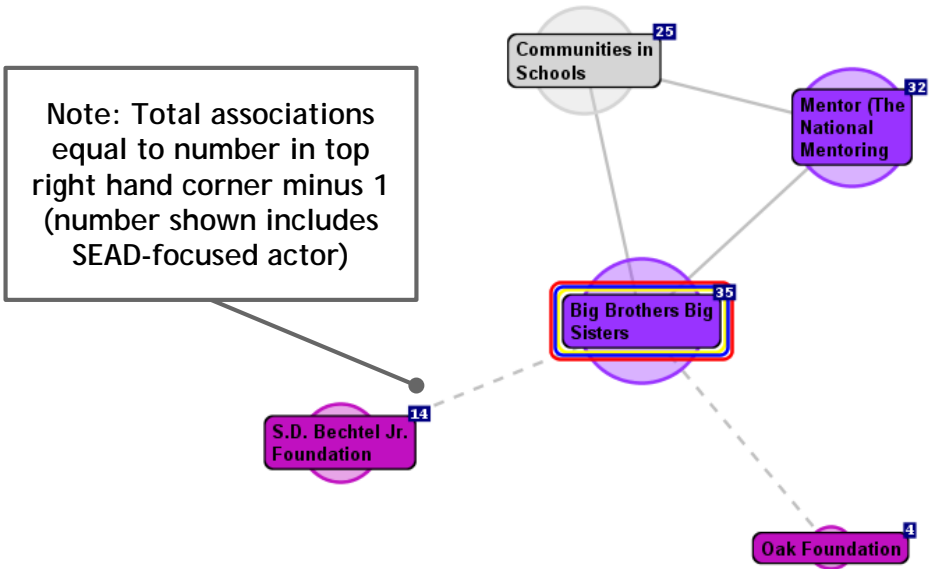 25
Communities in
Schools
32
Mentor (The
National
Mentoring
Note: Total associations
equal to number in top
right hand corner minus 1
(number shown includes
SEAD-focused actor)
35
Big Brothers Big
Sisters
14
S.D. Bechtel Jr.
Foundation
4
Oak Foundation